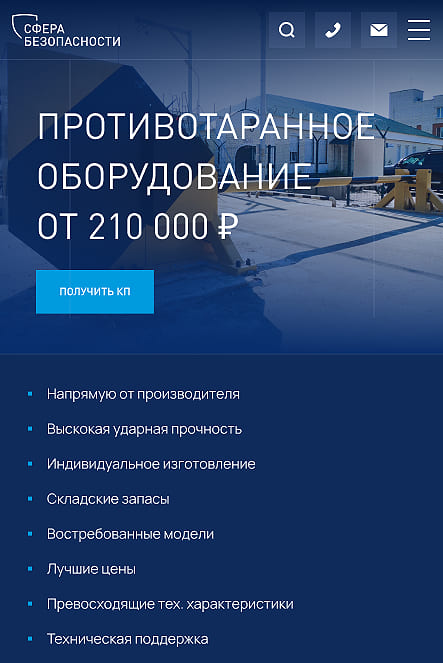 СФЕРА
БЕЗОПАСНОСТИ
ПРОТИВОТАРАННОЕ
ОБОРУДОВАНИЕ
ОТ 210 000 ₽
ПОЛУЧИТЬ КП
Напрямую от производителя
Выскокая ударная прочность
Индивидуальное изготовление
Складские запасы
Востребованные модели
Лучшие цены
Превосходящие тех. характеристики
Техническая поддержка